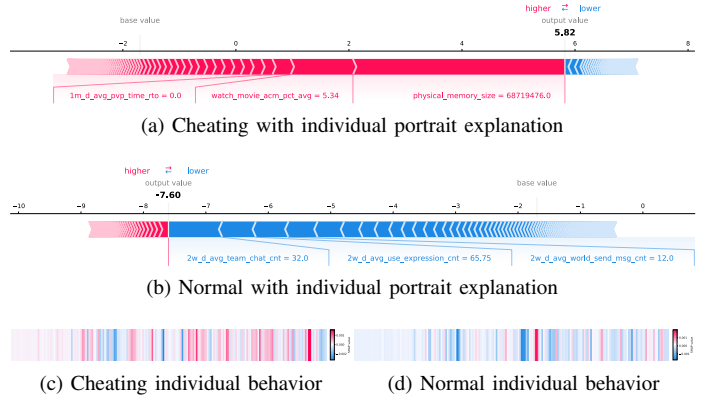 higher ⇄ lower
base value
output value
5.82
−2
0
2
4
6
8
1m_d_avg_pvp_time_rto = 0.0
watch_movie_acm_pct_avg = 5.34
physical_memory_size = 68719476.0
(a) Cheating with individual portrait explanation
higher ⇄ lower
output value
base value
-7.60
−10
−9
−8
−7
−6
−5
−4
−3
−2
−1
0
2w_d_avg_team_chat_cnt = 32.0
2w_d_avg_use_expression_cnt = 65.75
2w_d_avg_world_send_msg_cnt = 12.0
(c) Cheating individual behavior
(b) Normal with individual portrait explanation
(d) Normal individual behavior